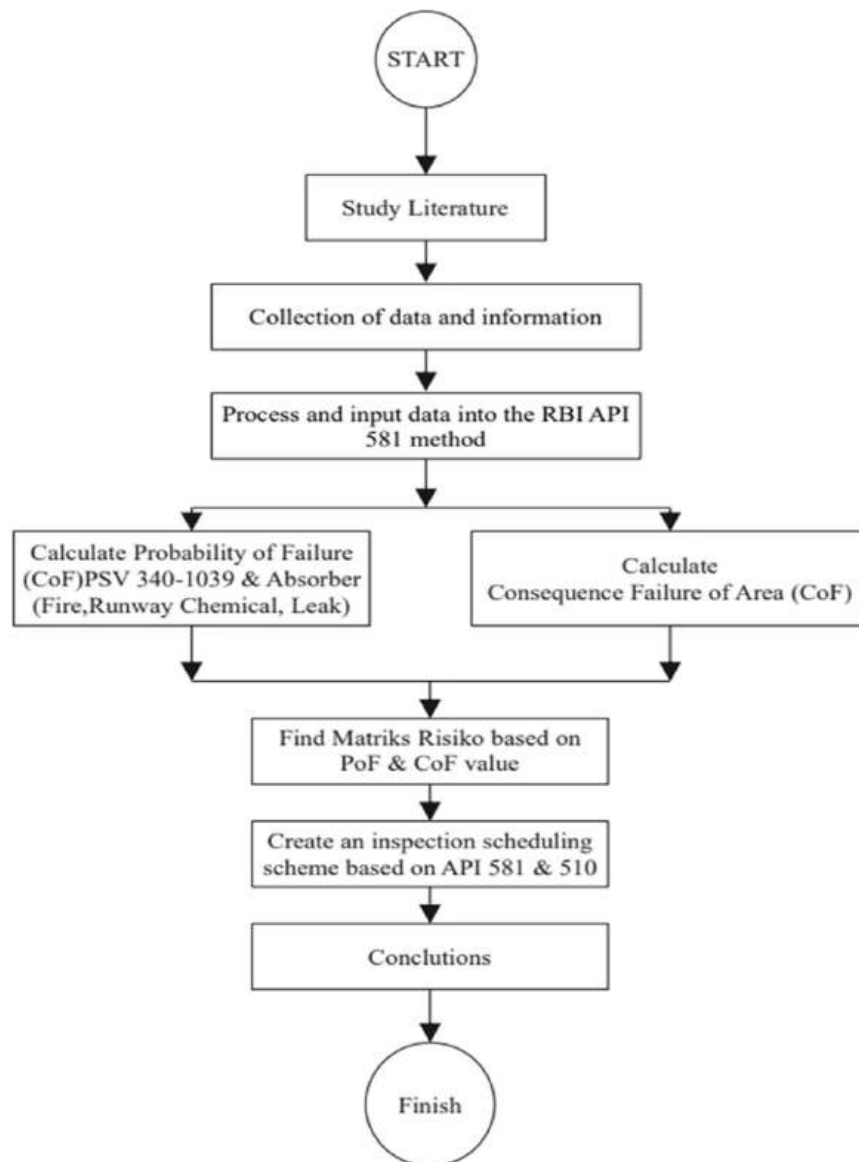 START
Study Literature
Collection of data and information
Process and input data into the RBI API
581 method
Calculate Probability of Failure
(CoF)PSV 340-1039 & Absorber
(Fire,Runway Chemical, Leak)
Calculate
Consequence Failure of Area (CoF)
Find Matriks Risiko based on
PoF & CoF value
Create an inspection scheduling
scheme based on API 581 & 510
Conclutions
Finish